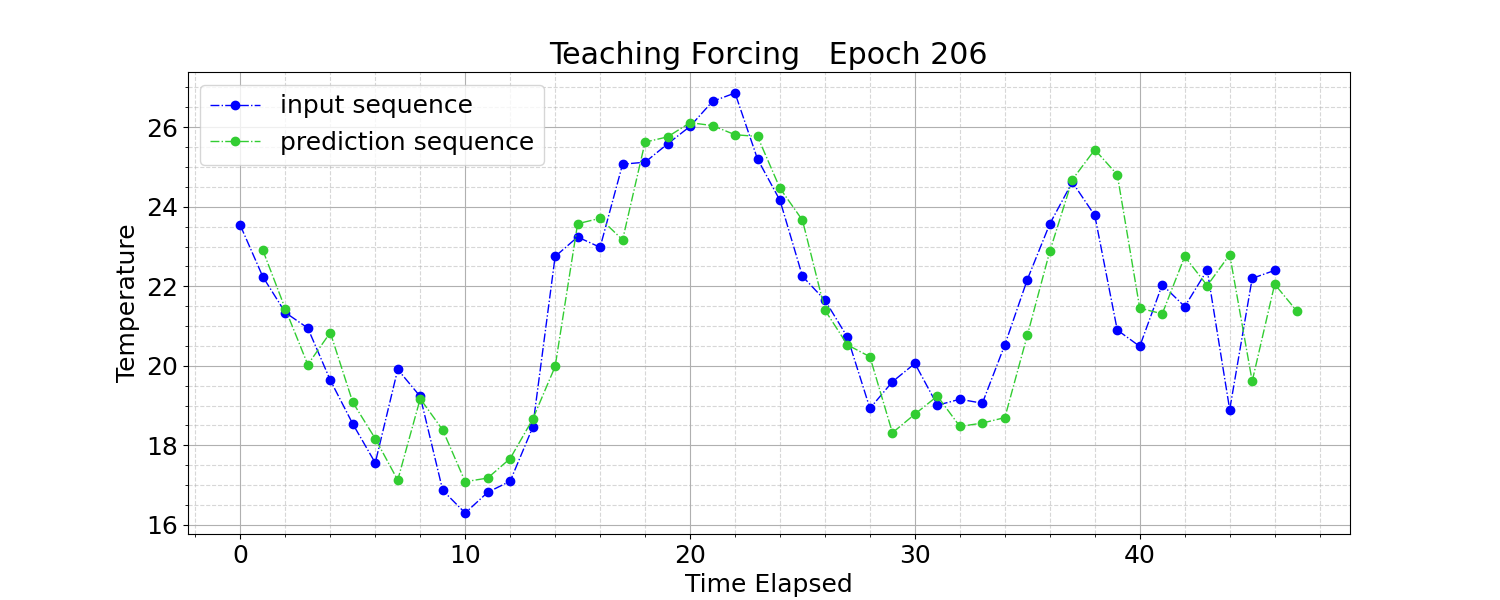 Teaching Forcing   Epoch 206
input sequence
prediction sequence
26
24
22
20
18
16
Temperature
0 10 20 30 40
Time Elapsed